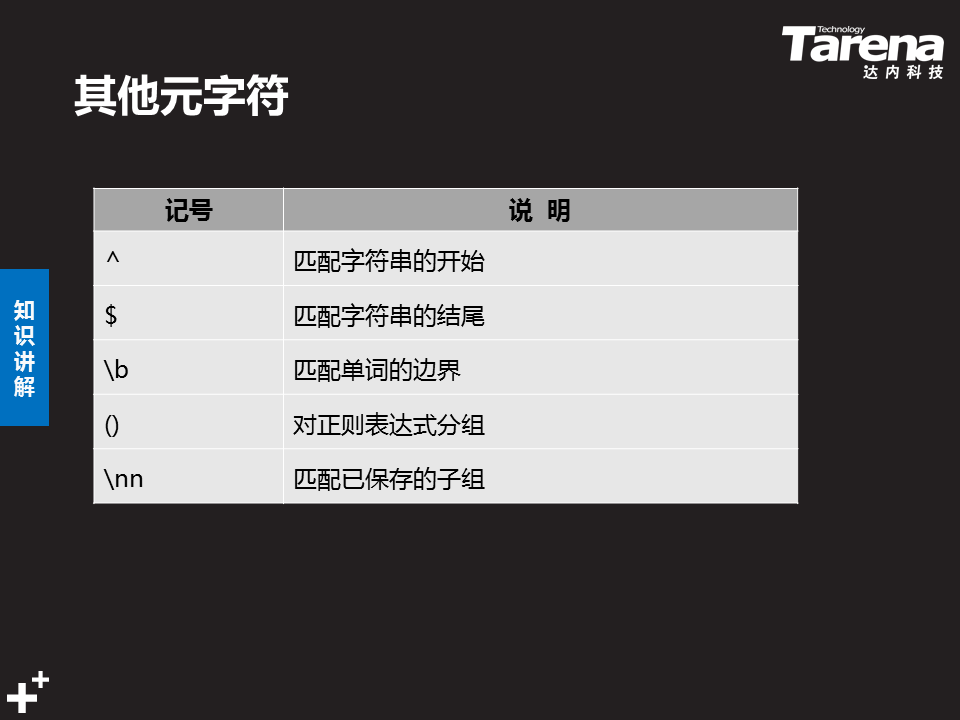 Technology
Tarena
达内科技
其他元字符
记号 说 明
^ 匹配字符串的开始
$ 匹配字符串的结尾
\b 匹配单词的边界
() 对正则表达式分组
\nn 匹配已保存的子组
知
识
讲
解